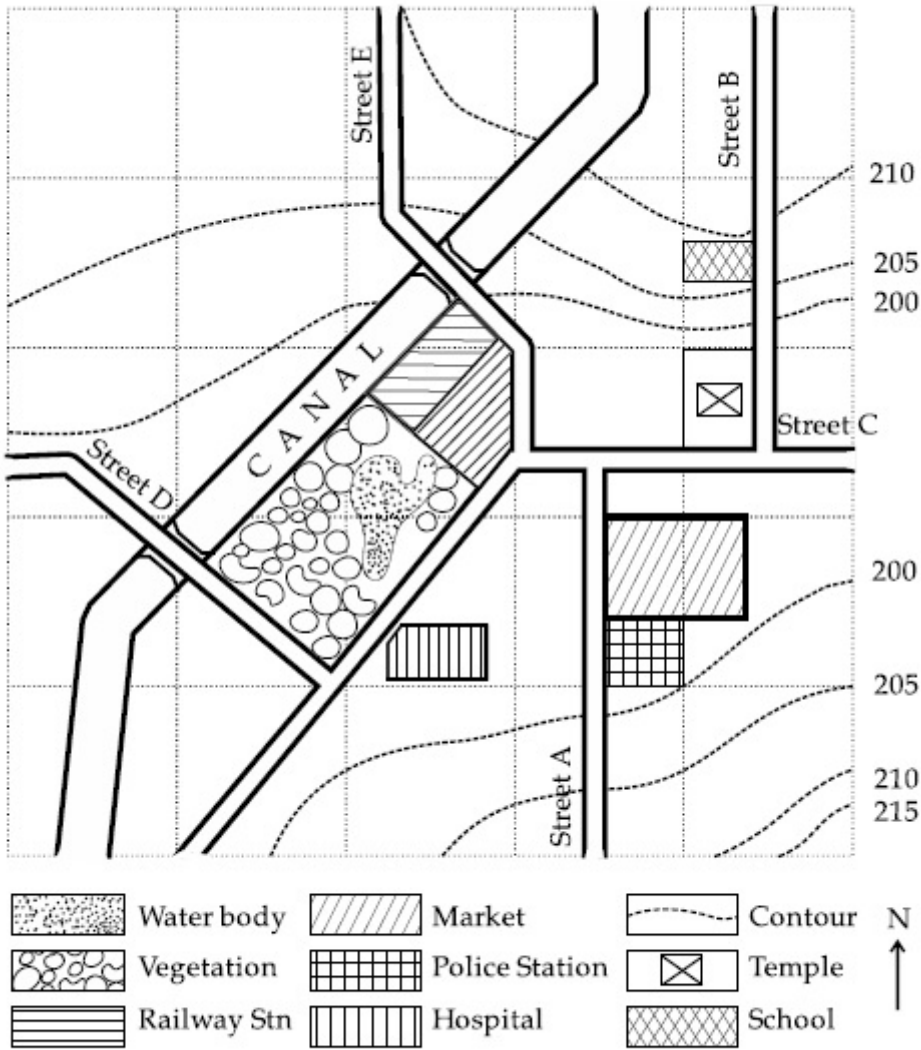 Street E
Street B
210
205
200
CANAL
Street C
Street D
200
205
Street A
210
215
Water body
Market
Contour
N
Vegetation
Police Station
Temple
Railway Stn
Hospital
School